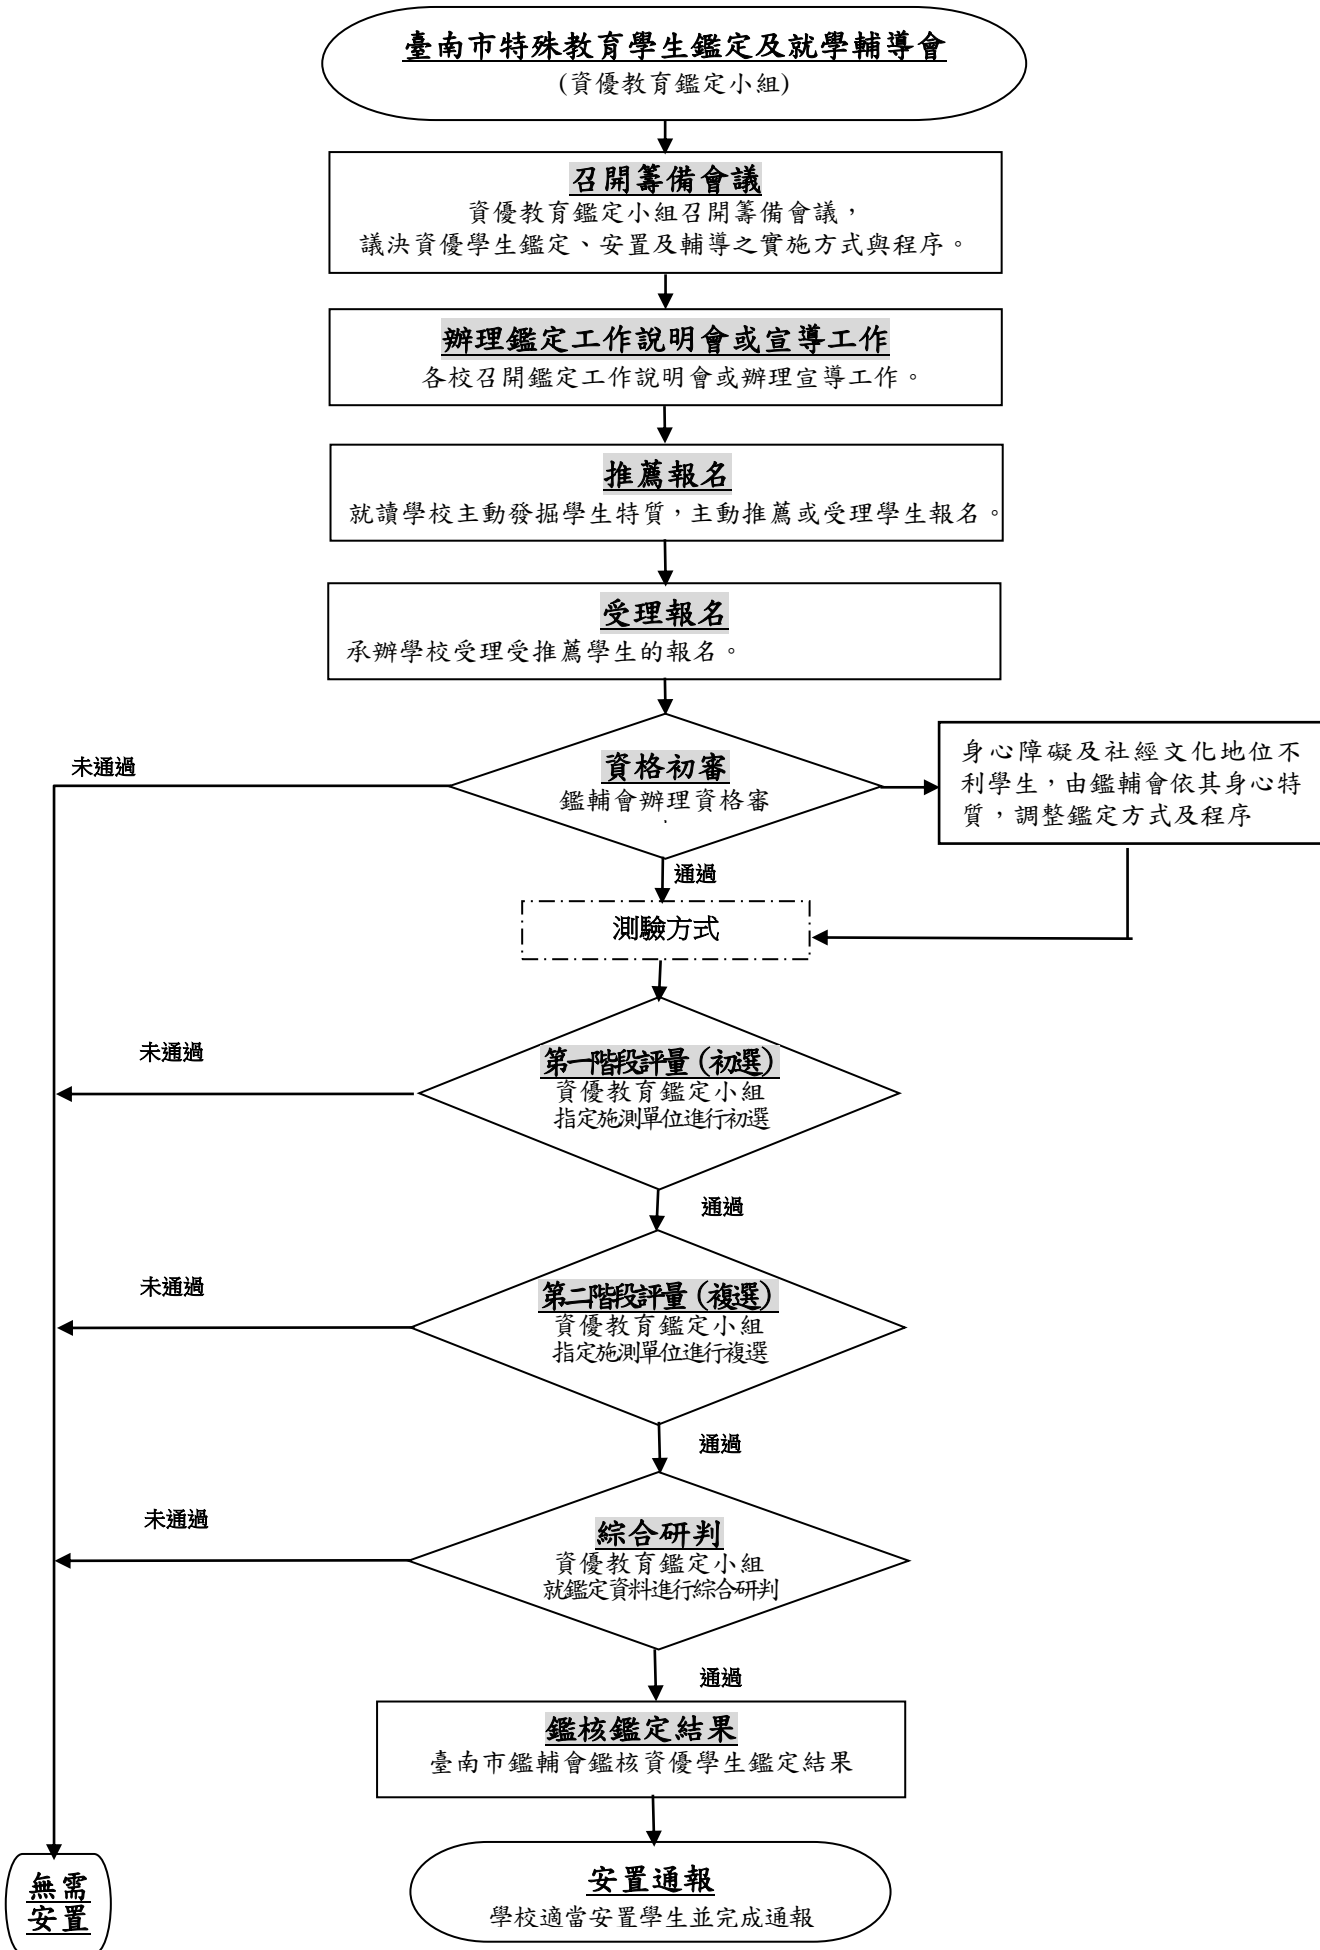 臺南市特殊教育學生鑑定及就學輔導會
(資優教育鑑定小組)
召開籌備會議
資優教育鑑定小組召開籌備會議，
議決資優學生鑑定、安置及輔導之實施方式與程序。
辦理鑑定工作說明會或宣導工作
各校召開鑑定工作說明會或辦理宣導工作。
推薦報名
就讀學校主動發掘學生特質，主動推薦或受理學生報名。
受理報名
承辦學校受理受推薦學生的報名。
未通過
資格初審
鑑輔會辦理資格審
身心障礙及社經文化地位不
利學生，由鑑輔會依其身心特
質，調整鑑定方式及程序
通過
測驗方式
未通過
第一階段評量（初選）
資優教育鑑定小組
指定施測單位進行初選
通過
未通過
第二階段評量（複選）
資優教育鑑定小組
指定施測單位進行複選
通過
未通過
綜合研判
資優教育鑑定小組
就鑑定資料進行綜合研判
通過
鑑核鑑定結果
臺南市鑑輔會鑑核資優學生鑑定結果
無需
安置
安置通報
學校適當安置學生並完成通報